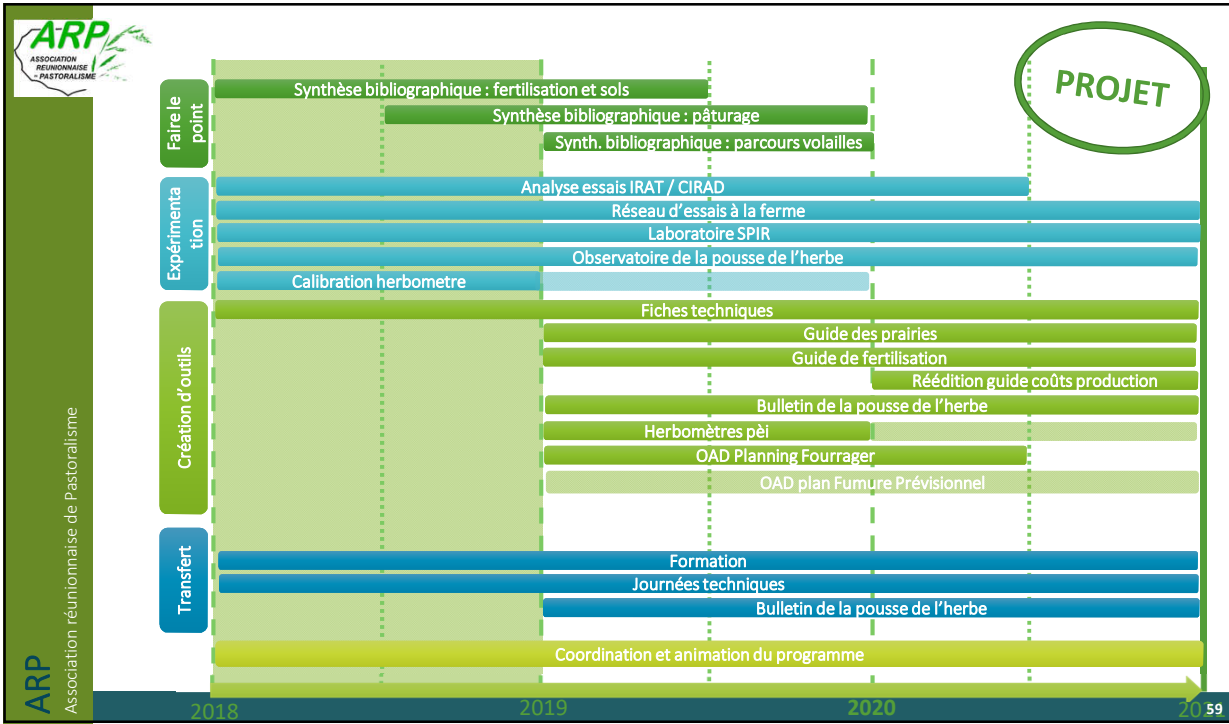 ARP
ASSOCIATION
REUNIONNAISE
PASTORALISME
PROJET
Faire le
point
Synthèse bibliographique : fertilisation et sols
Synthèse bibliographique : pâturage
Synth. bibliographique : parcours volailles
Expérimenta
tion
Analyse essais IRAT / CIRAD
Réseau d'essais à la ferme
Laboratoire SPIR
Observatoire de la pousse de l'herbe
Calibration herbometre
Création d'outils
Fiches techniques
Guide des prairies
Guide de fertilisation
Réédition guide coûts production
Bulletin de la pousse de l'herbe
Herbomètres pèi
OAD Planning Fourrager
OAD plan Fumure Prévisionnel
Transfert
Formation
Journées techniques
Bulletin de la pousse de l'herbe
Coordination et animation du programme
ARP
Association réunionnaise de Pastoralisme
2018
2019
2020
59